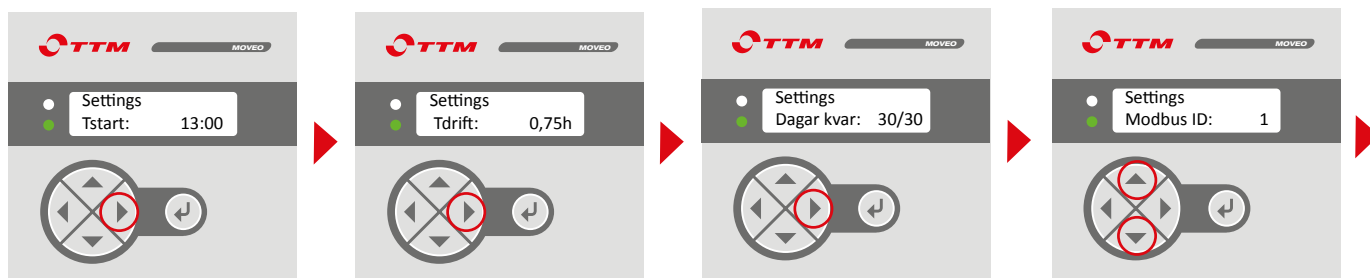 TTM MOVEO
Settings
Tstart: 13:00
TTM MOVEO
Settings
Tdrift: 0,75h
TTM MOVEO
Settings
Dagar kvar: 30/30
TTM MOVEO
Settings
Modbus ID: 1